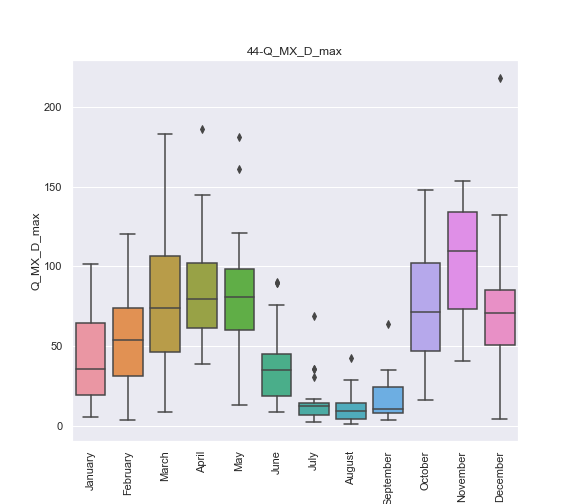 44-Q_MX_D_max
Q_MX_D_max
200
150
100
50
0
January
February
March
April
May
June
July
August
September
October
November
December